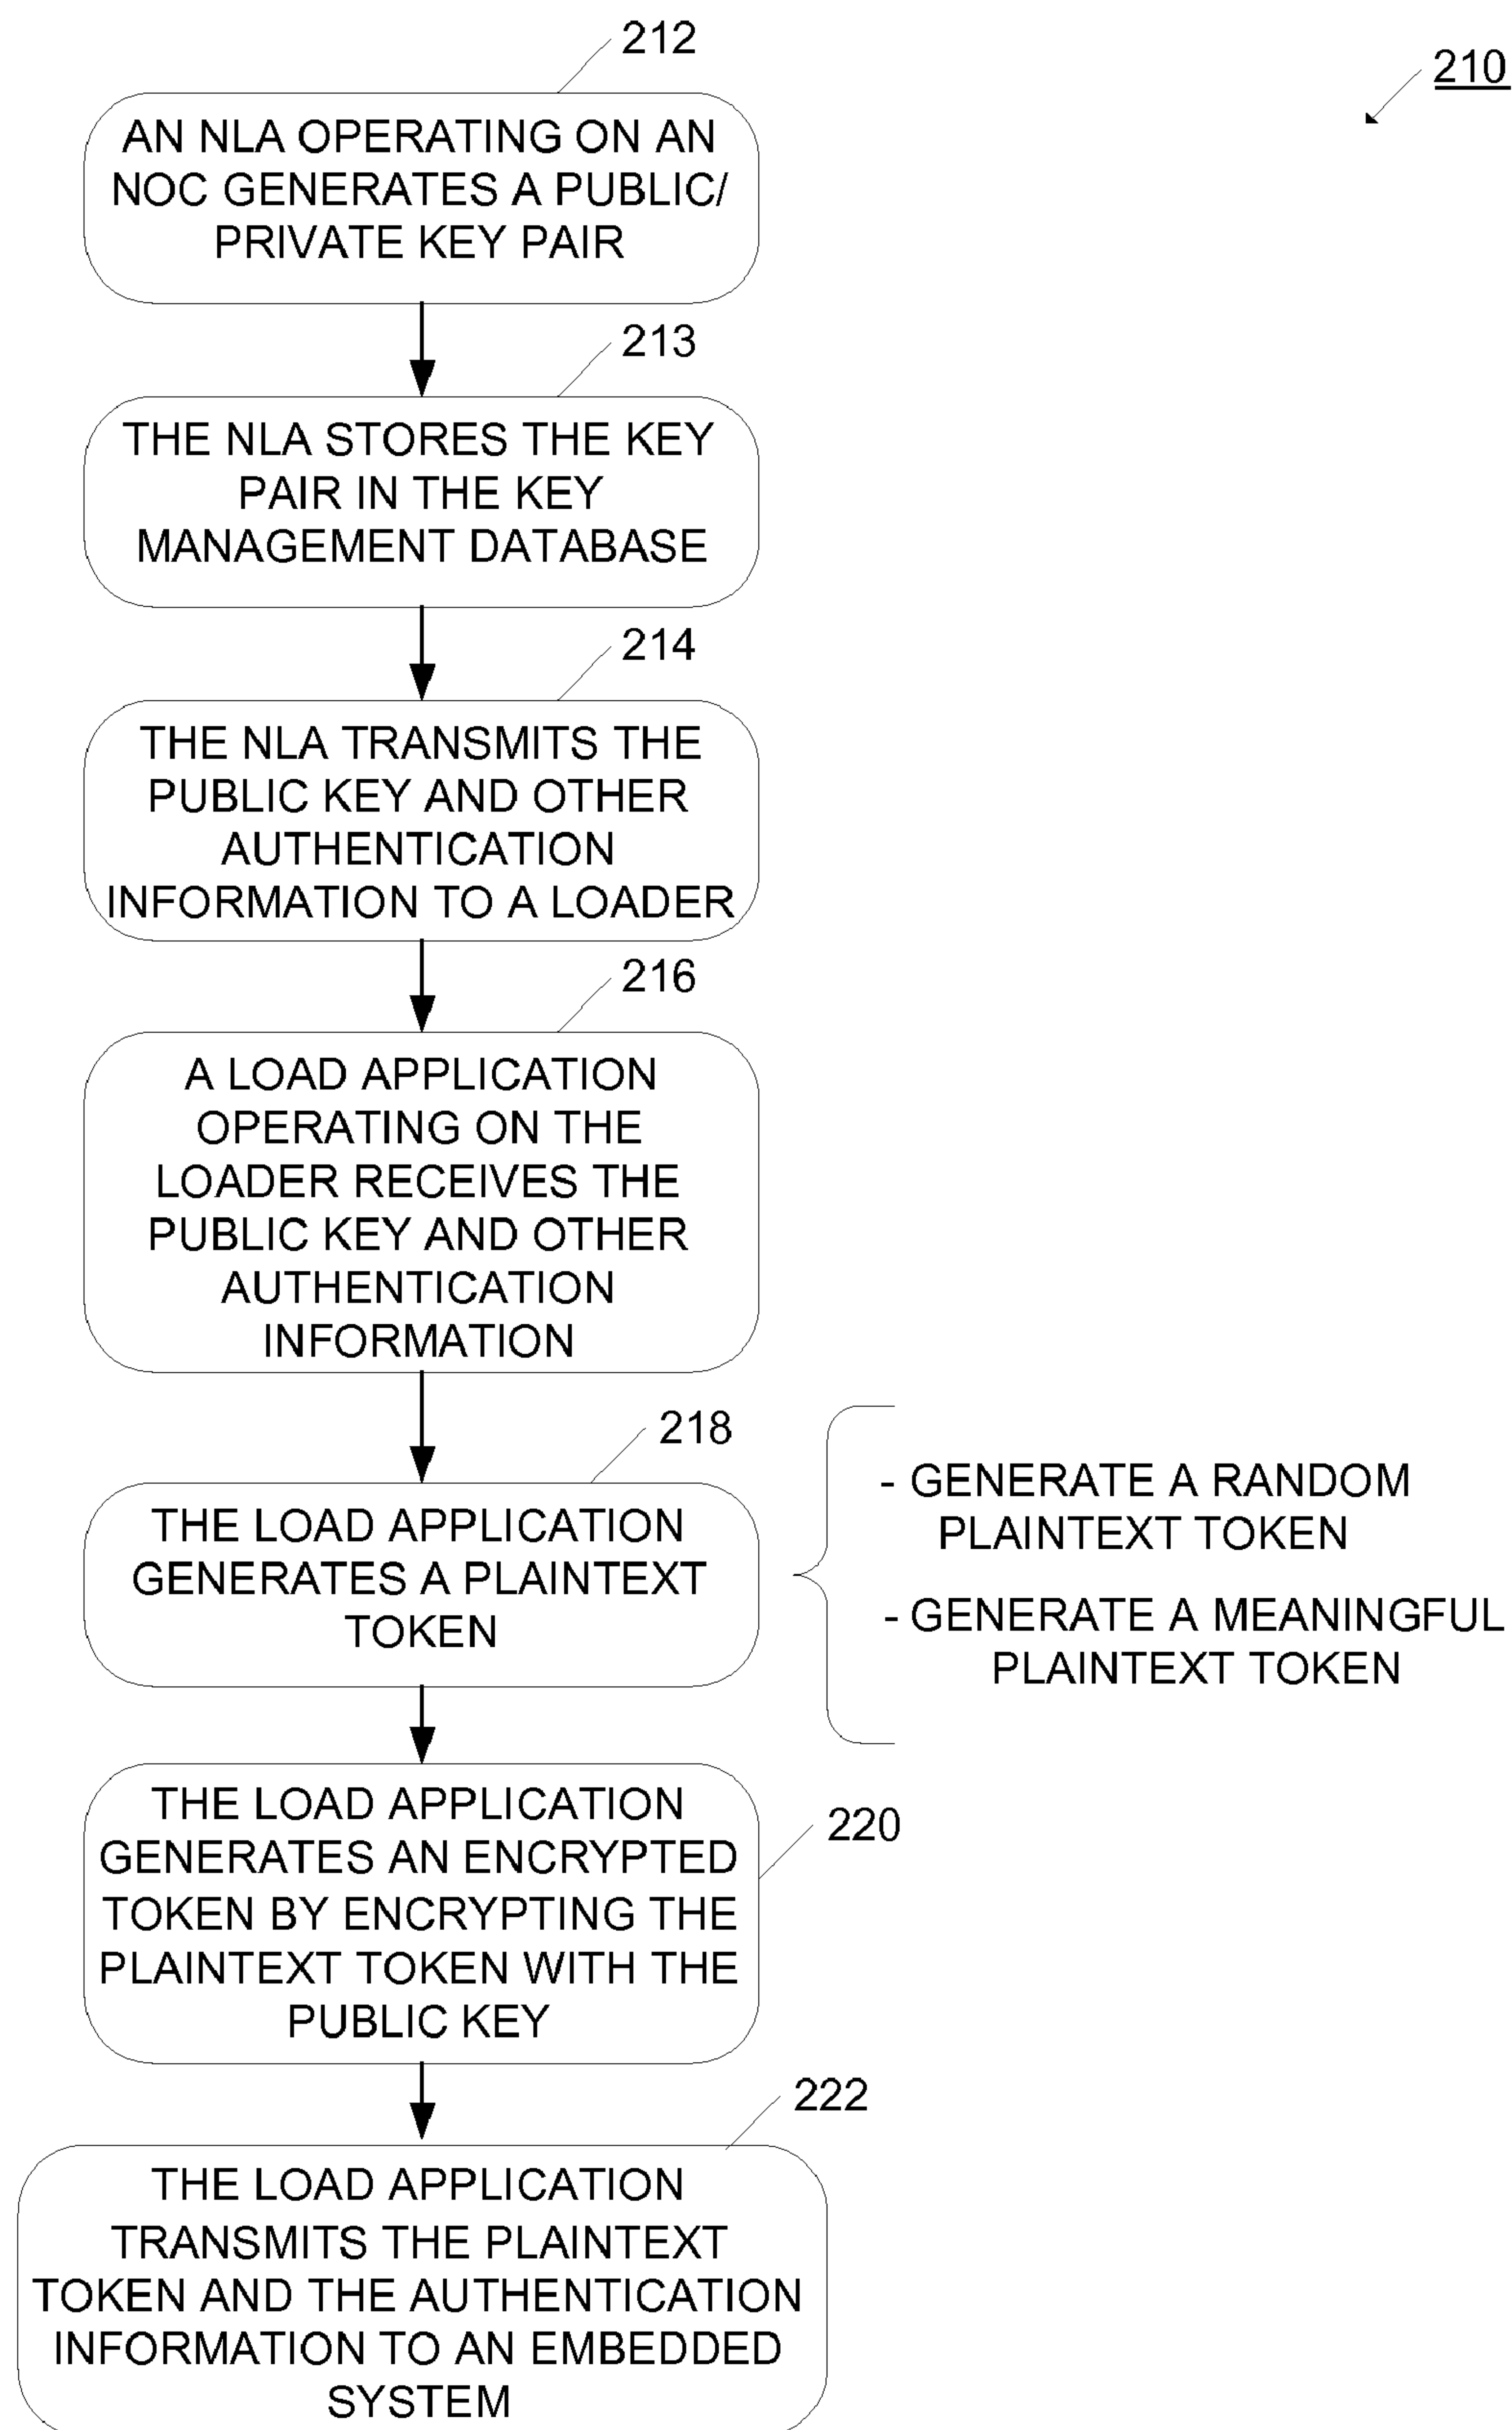 212
210
AN NLA OPERATING ON AN
NOC GENERATES A PUBLIC/
PRIVATE KEY PAIR
213
THE NLA STORES THE KEY
PAIR IN THE KEY
MANAGEMENT DATABASE
214
THE NLA TRANSMITS THE
PUBLIC KEY AND OTHER
AUTHENTICATION
INFORMATION TO A LOADER
216
A LOAD APPLICATION
OPERATING ON THE
LOADER RECEIVES THE
PUBLIC KEY AND OTHER
AUTHENTICATION
INFORMATION
218
THE LOAD APPLICATION
GENERATES A PLAINTEXT
TOKEN
- GENERATE A RANDOM
PLAINTEXT TOKEN
- GENERATE A MEANINGFUL
PLAINTEXT TOKEN
THE LOAD APPLICATION
GENERATES AN ENCRYPTED
TOKEN BY ENCRYPTING THE
PLAINTEXT TOKEN WITH THE
PUBLIC KEY
220
222
THE LOAD APPLICATION
TRANSMITS THE PLAINTEXT
TOKEN AND THE AUTHENTICATION
INFORMATION TO AN EMBEDDED
SYSTEM